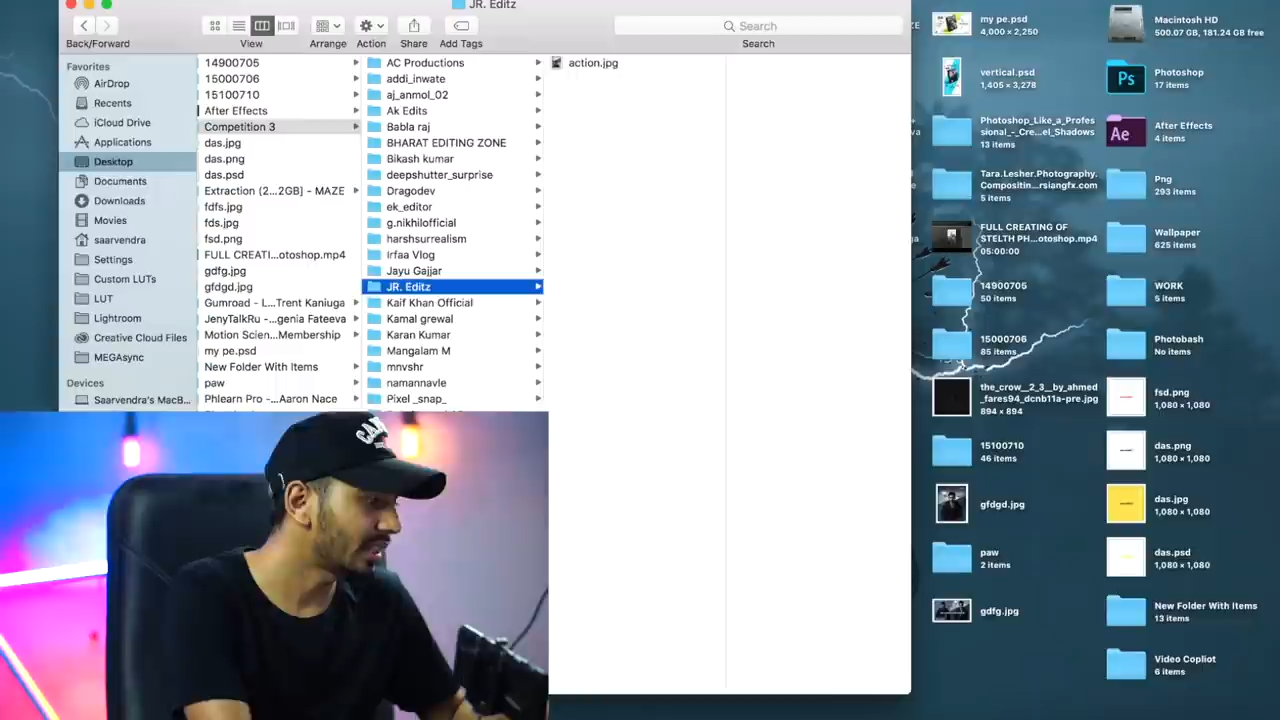 JR. Editz
Back/Forward
View
Arrange
Action
Share
Add Tags
Search
Search
Favorites
AirDrop
Recents
iCloud Drive
Applications
Desktop
Documents
Downloads
Movies
saarvendra
Settings
Custom LUTs
LUT
Lightroom
Creative Cloud Files
MEGAsync
Devices
Saarvendra's MacB...
14900705
15000706
15100710
After Effects
Competition 3
das.jpg
das.png
das.psd
Extraction (2...2GB) - MAZE
fdfs.jpg
fds.jpg
fsd.png
FULL CREATI...otoshop.mp4
gdfg.jpg
gfdgd.jpg
Gumroad - L...Trent Kaniuga
JenyTalkRu -...genia Fateeva
Motion Scien...Membership
my pe.psd
New Folder With Items
paw
Phlearn Pro -...Aaron Nace
AC Productions
addi_inwate
aj_anmol_02
Ak Edits
Babla raj
BHARAT EDITING ZONE
Bikash kumar
deepshutter_surprise
Dragodev
ek_editor
g.nikhilofficial
harshsurrealism
Irfaa Vlog
Jayu Gajjar
JR. Editz
Kaif Khan Official
Kamal grewal
Karan Kumar
Mangalam M
mnvshr
namannavle
Pixel _snap_
action.jpg
my pe.psd
4,000 × 2,250
vertical.psd
1,405 × 3,278
Photoshop_Like_a_Profes
sional_-_Cre...el_Shadows
13 items
Tara.Lesher.Photography.
Compositin...rsiangfx.com
5 items
FULL CREATING OF
STELTH PH...otoshop.mp4
05:00:00
14900705
50 items
15000706
85 items
the_crow__2_3__by_ahmed
_fares94_dcnb11a-pre.jpg
894 × 894
15100710
46 items
gfdgd.jpg
paw
2 items
gdfg.jpg
Macintosh HD
500.07 GB, 181.24 GB free
Ps
Photoshop
17 items
Ae
After Effects
4 items
Png
293 items
Wallpaper
625 items
WORK
5 items
Photobash
No items
fsd.png
1,080 × 1,080
das.png
1,080 × 1,080
das.jpg
1,080 × 1,080
das.psd
1,080 × 1,080
New Folder With Items
13 items
Video Copliot
6 items